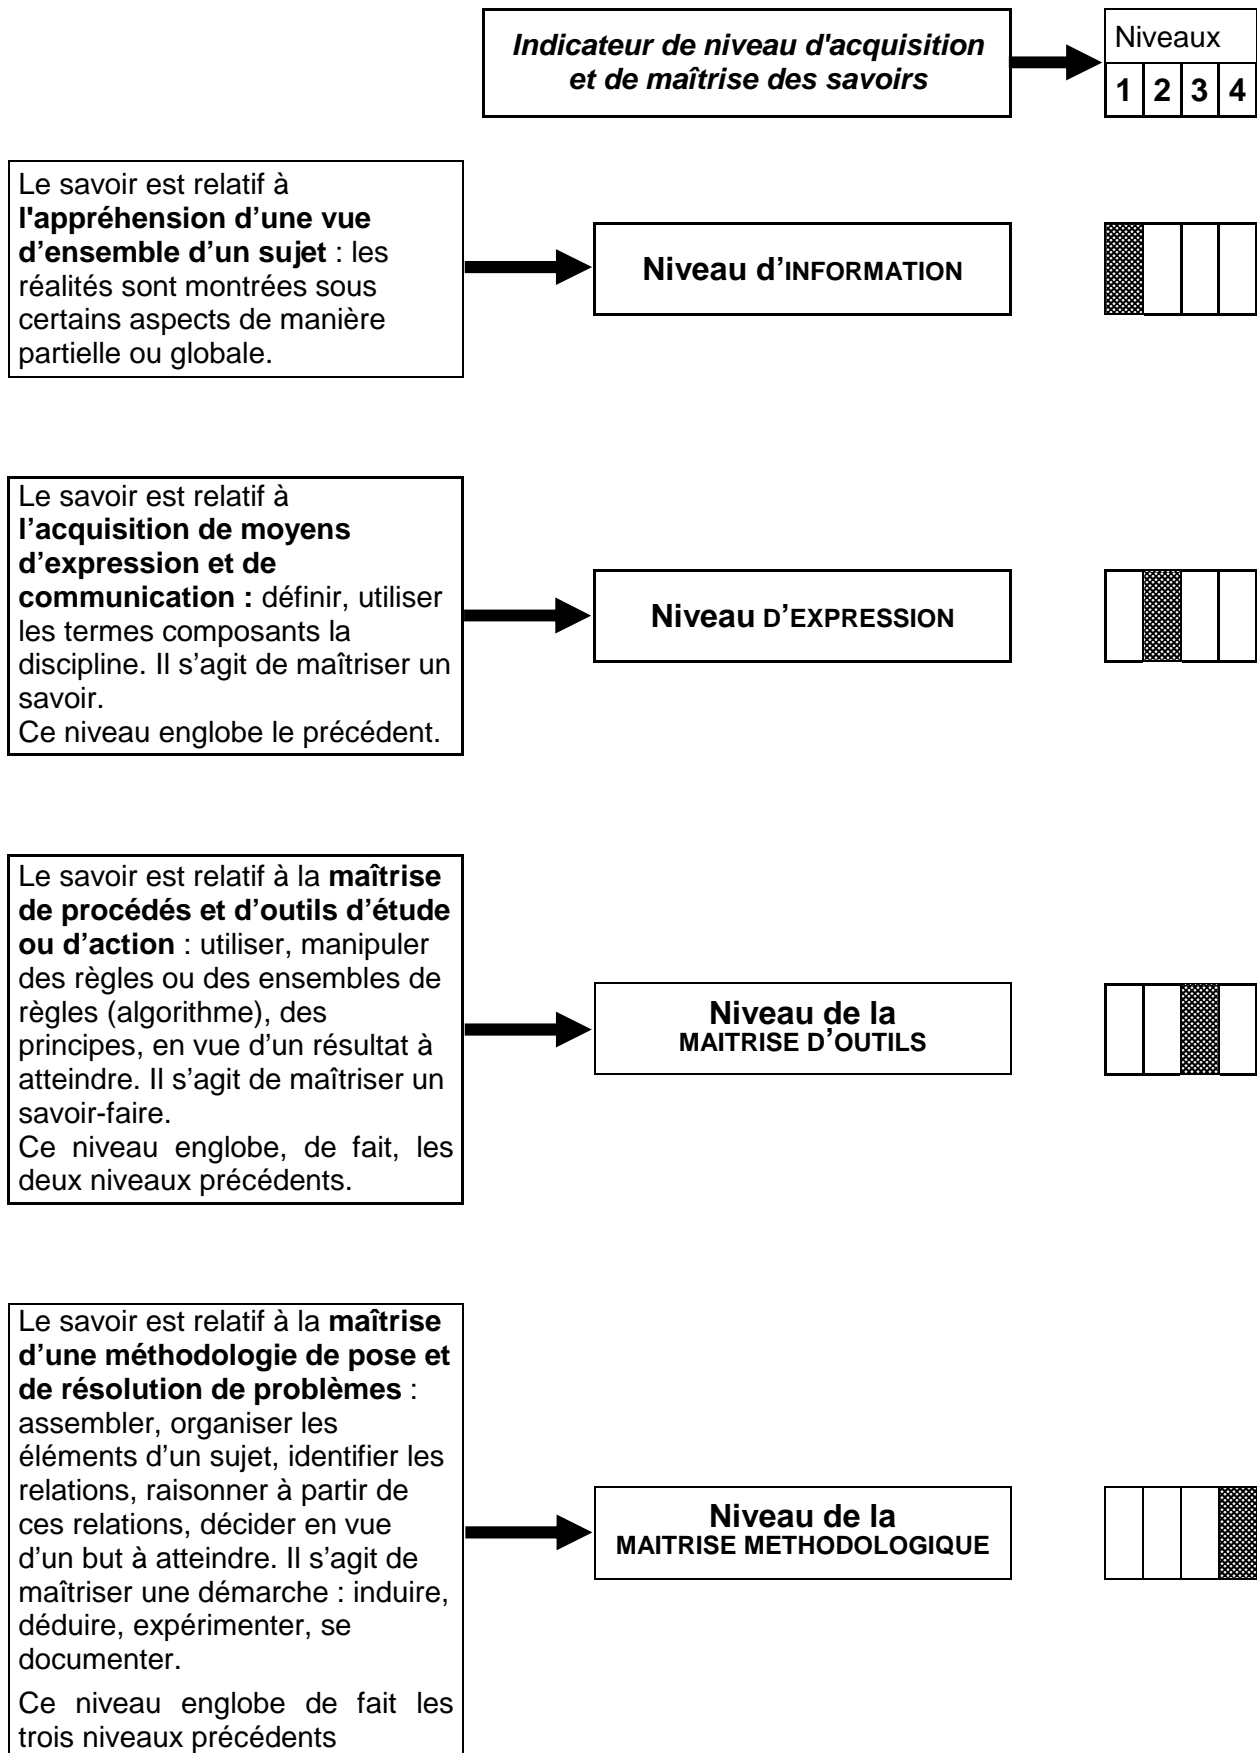 Indicateur de niveau d'acquisition
et de maîtrise des savoirs
Niveaux
1 2 3 4
Le savoir est relatif à
l'appréhension d’une vue
d’ensemble d’un sujet : les
réalités sont montrées sous
certains aspects de manière
partielle ou globale.
Niveau d’INFORMATION
Le savoir est relatif à
l’acquisition de moyens
d’expression et de
communication : définir, utiliser
les termes composants la
discipline. Il s’agit de maîtriser un
savoir.
Ce niveau englobe le précédent.
Niveau D’EXPRESSION
Le savoir est relatif à la maîtrise
de procédés et d’outils d’étude
ou d’action : utiliser, manipuler
des règles ou des ensembles de
règles (algorithme), des
principes, en vue d’un résultat à
atteindre. Il s’agit de maîtriser un
savoir-faire.
Ce niveau englobe, de fait, les
deux niveaux précédents.
Niveau de la
MAITRISE D’OUTILS
Le savoir est relatif à la maîtrise
d’une méthodologie de pose et
de résolution de problèmes :
assembler, organiser les
éléments d’un sujet, identifier les
relations, raisonner à partir de
ces relations, décider en vue
d’un but à atteindre. Il s’agit de
maîtriser une démarche : induire,
déduire, expérimenter, se
documenter.
Ce niveau englobe de fait les
trois niveaux précédents
Niveau de la
MAITRISE METHODOLOGIQUE